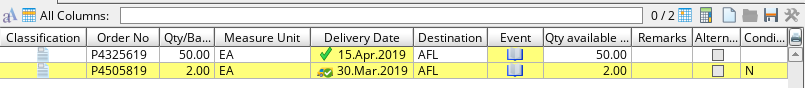 All Columns: 0 / 2
Classification Order No Qty/Ba... Measure Unit Delivery Date Destination Event Qty available ... Remarks Altern... Condi...
P4325619 50.00 EA 15.Apr.2019 AFL 50.00
P4505819 2.00 EA 30.Mar.2019 AFL 2.00 N